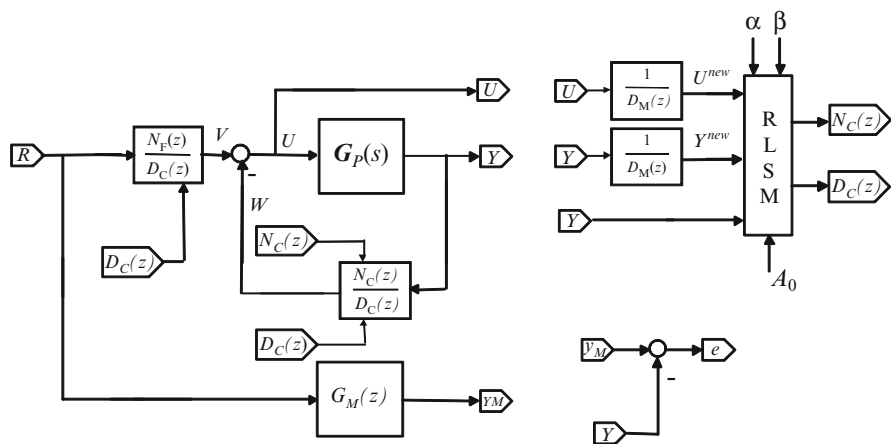 α β
U
U 1/D_M(z) U^new
R N_F(z)/D_C(z) V U G_P(s) Y
Y 1/D_M(z) Y^new
R
L
S
M
N_C(z)
D_C(z)
-
W
N_C(z)
Y
D_C(z)
N_C(z)/D_C(z)
A_0
D_C(z)
G_M(z) YM
y_M e
-
Y